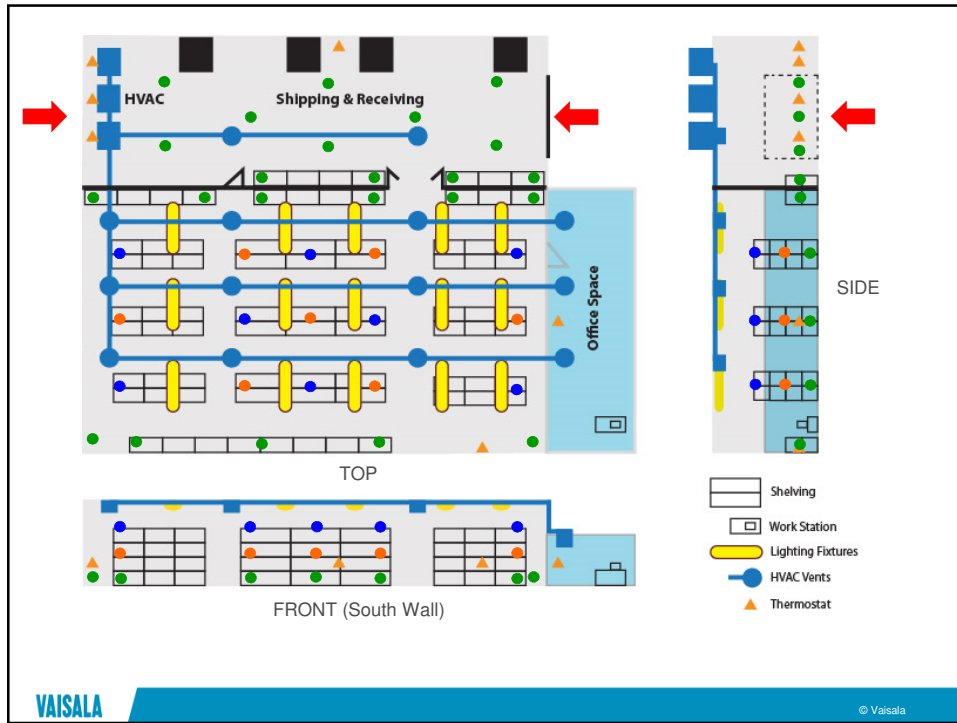 HVAC
Shipping & Receiving
Office Space
SIDE
TOP
FRONT (South Wall)
Shelving
Work Station
Lighting Fixtures
HVAC Vents
Thermostat
VAISALA
© Vaisala